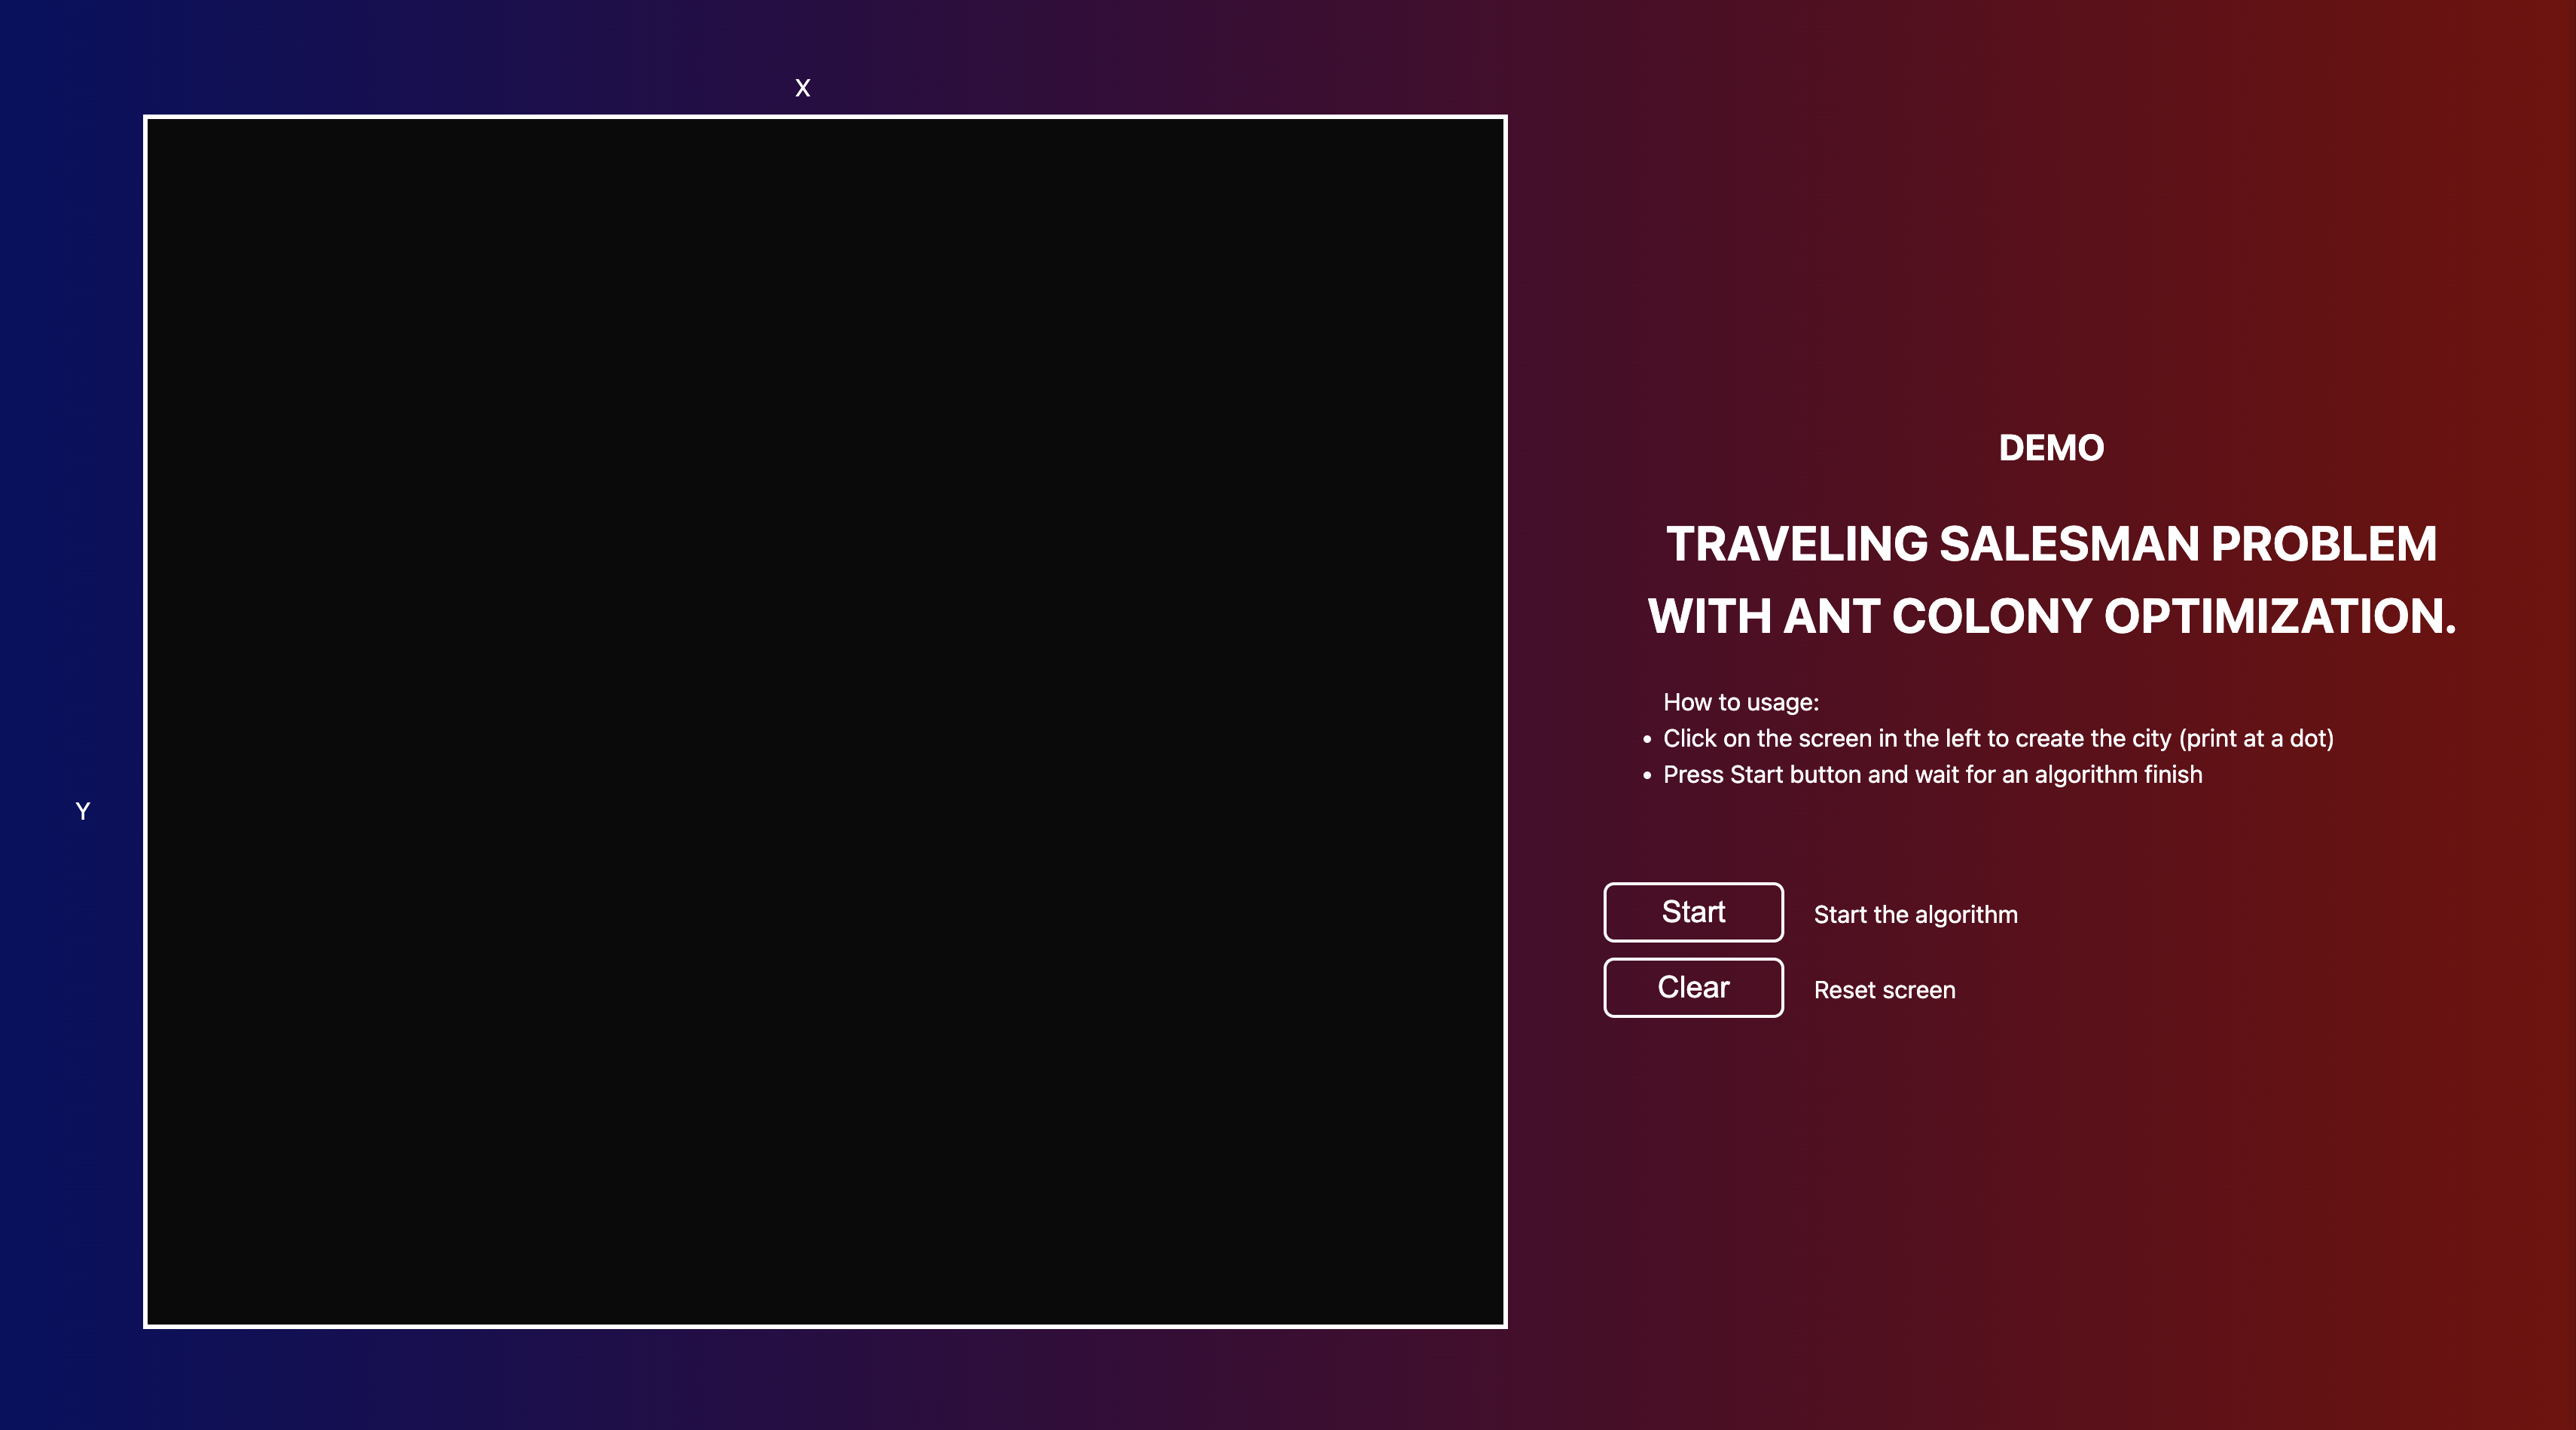 X
Y
DEMO
TRAVELING SALESMAN PROBLEM
WITH ANT COLONY OPTIMIZATION.
How to usage:
• Click on the screen in the left to create the city (print at a dot)
• Press Start button and wait for an algorithm finish
Start
Start the algorithm
Clear
Reset screen